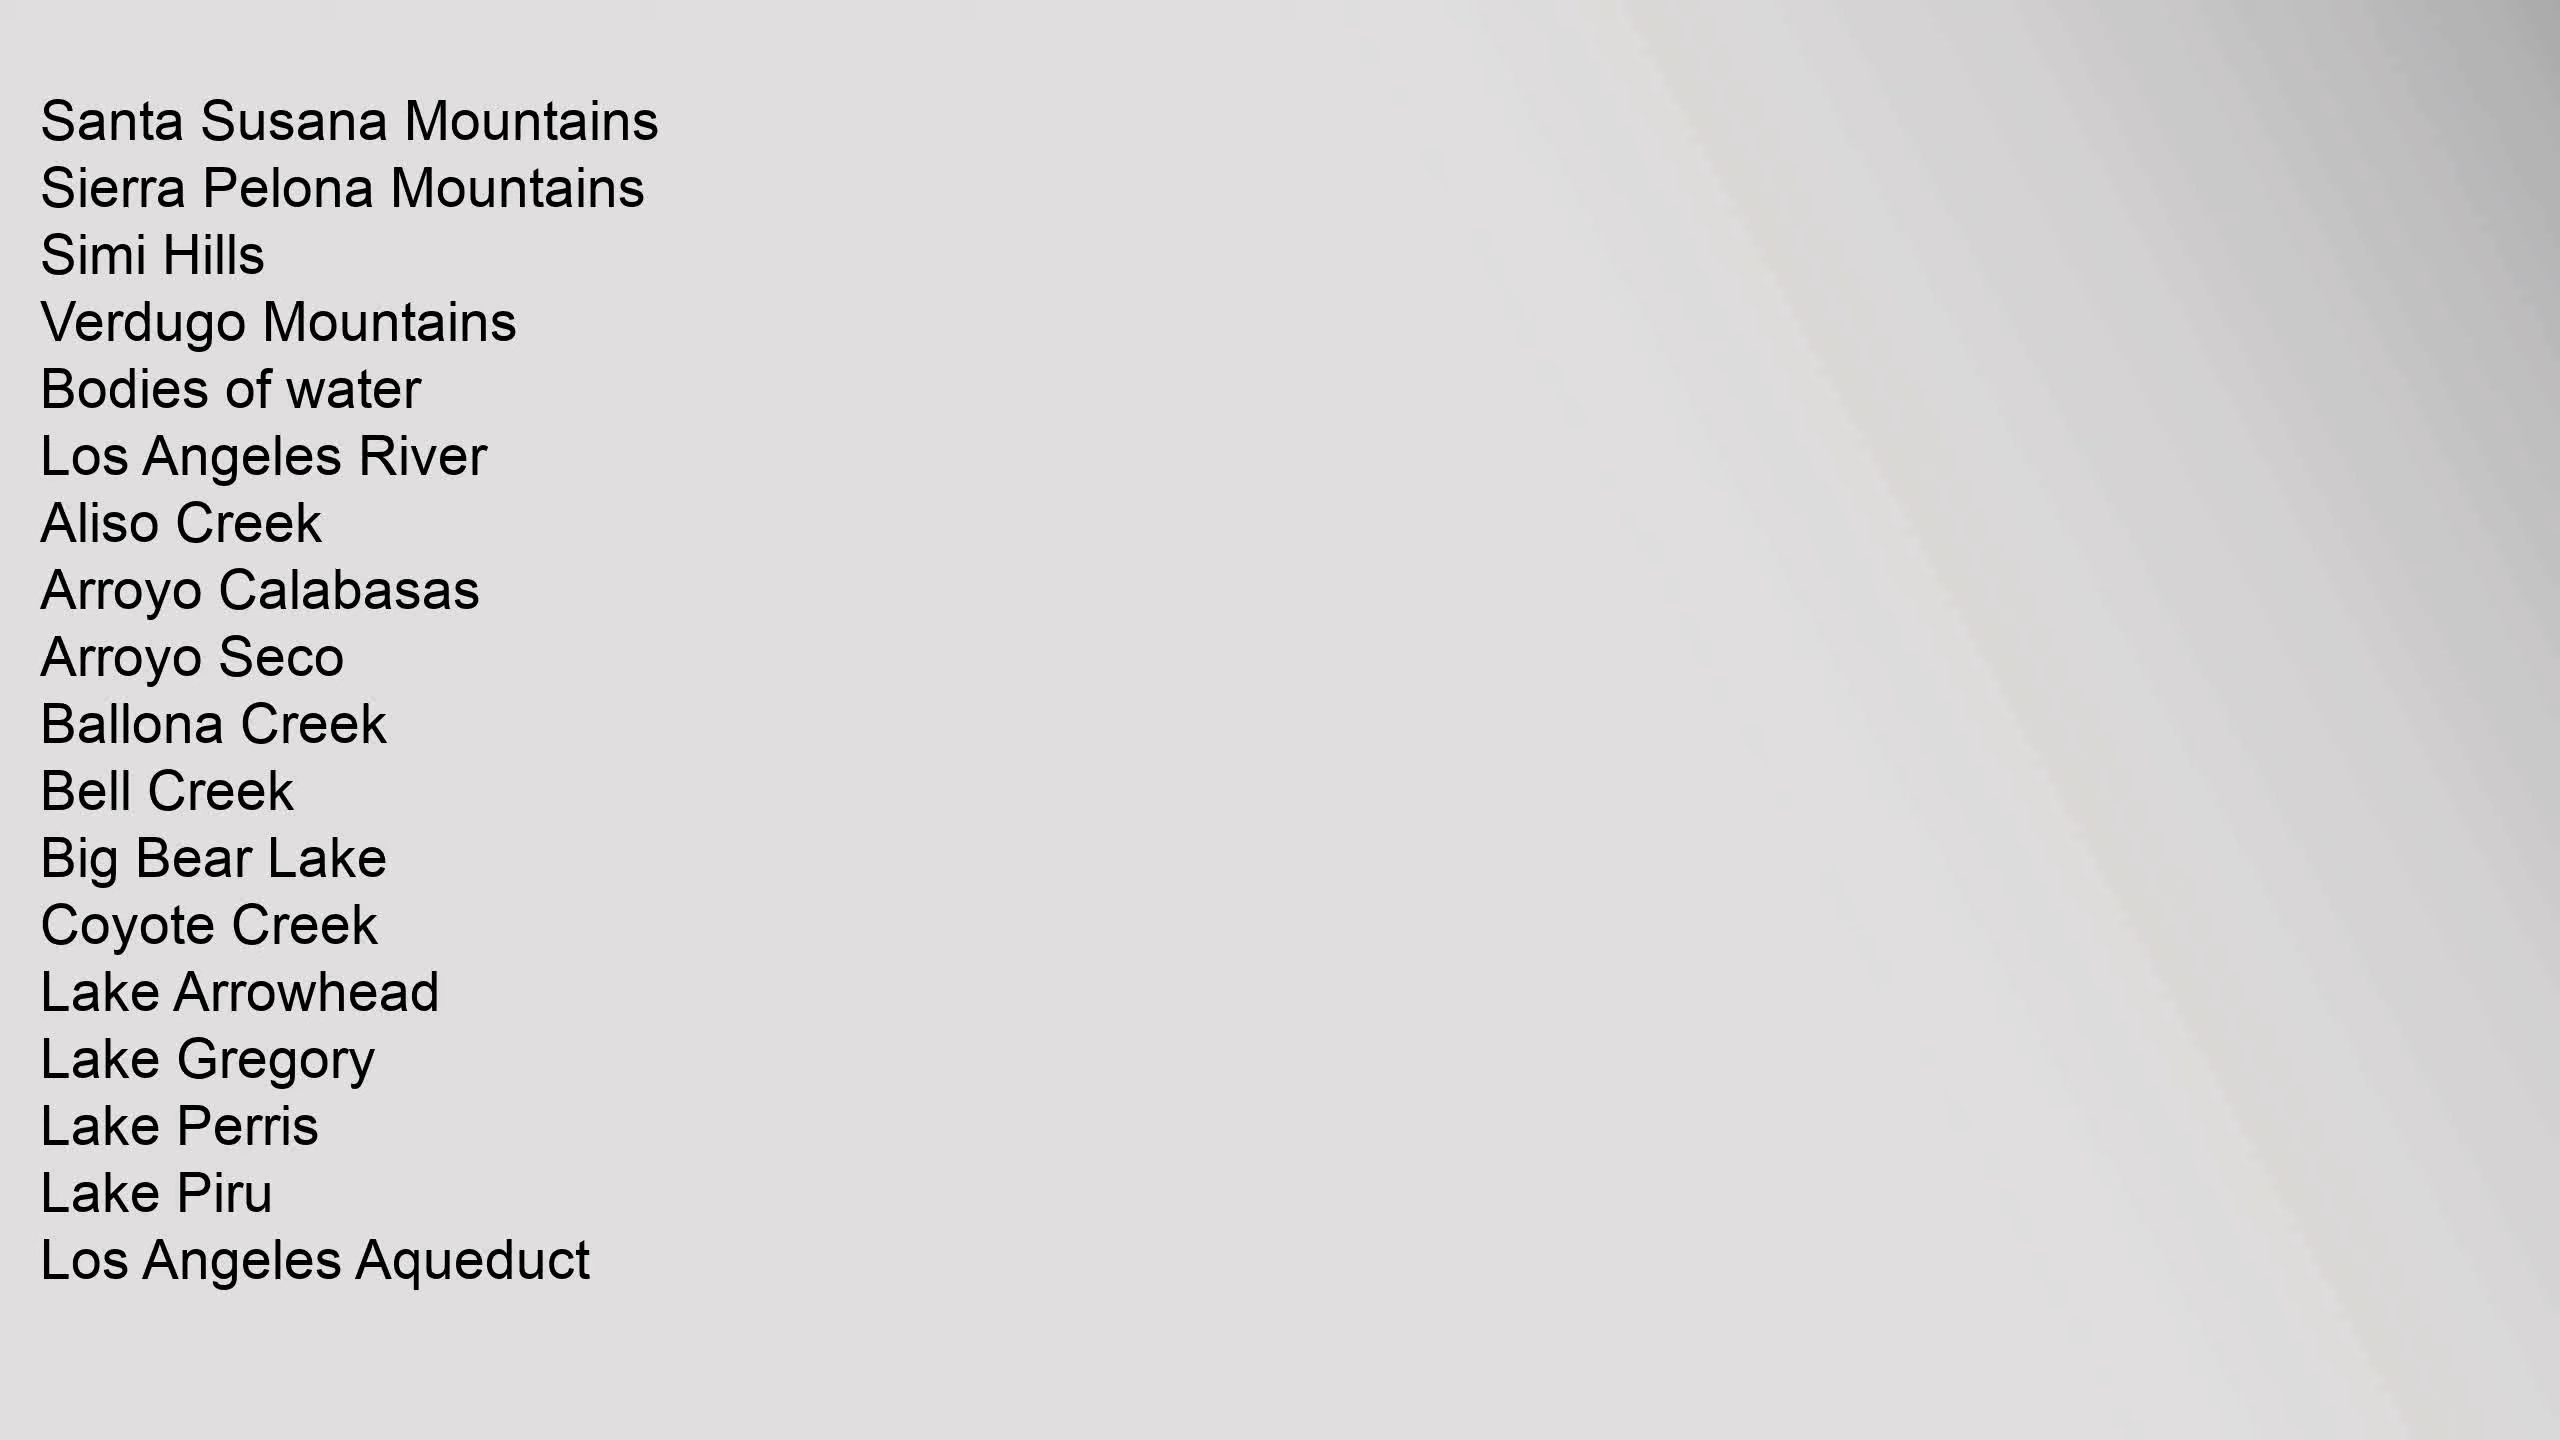 Santa Susana Mountains
Sierra Pelona Mountains
Simi Hills
Verdugo Mountains
Bodies of water
Los Angeles River
Aliso Creek
Arroyo Calabasas
Arroyo Seco
Ballona Creek
Bell Creek
Big Bear Lake
Coyote Creek
Lake Arrowhead
Lake Gregory
Lake Perris
Lake Piru
Los Angeles Aqueduct